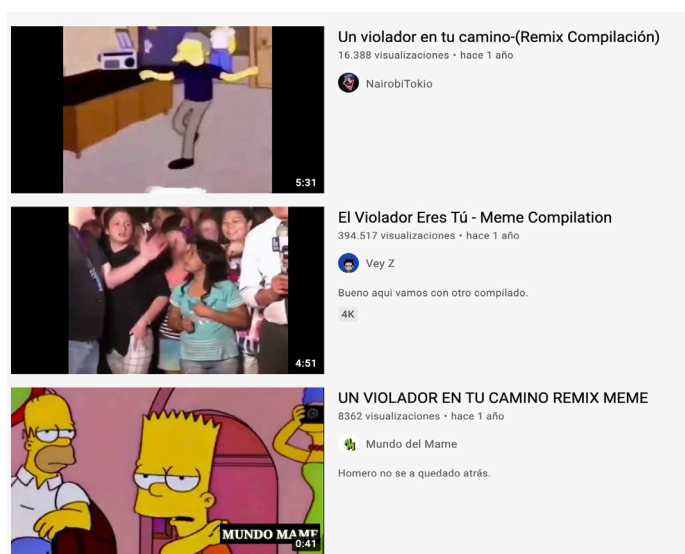 Un violador en tu camino-(Remix Compilación)
16.388 visualizaciones • hace 1 año
NairobiTokio
5:31
El Violador Eres Tú - Meme Compilation
394.517 visualizaciones • hace 1 año
Vey Z
Bueno aqui vamos con otro compilado.
4K
4:51
UN VIOLADOR EN TU CAMINO REMIX MEME
8362 visualizaciones • hace 1 año
Mundo del Mame
Homero no se a quedado atrás.
MUNDO MAME
0:41